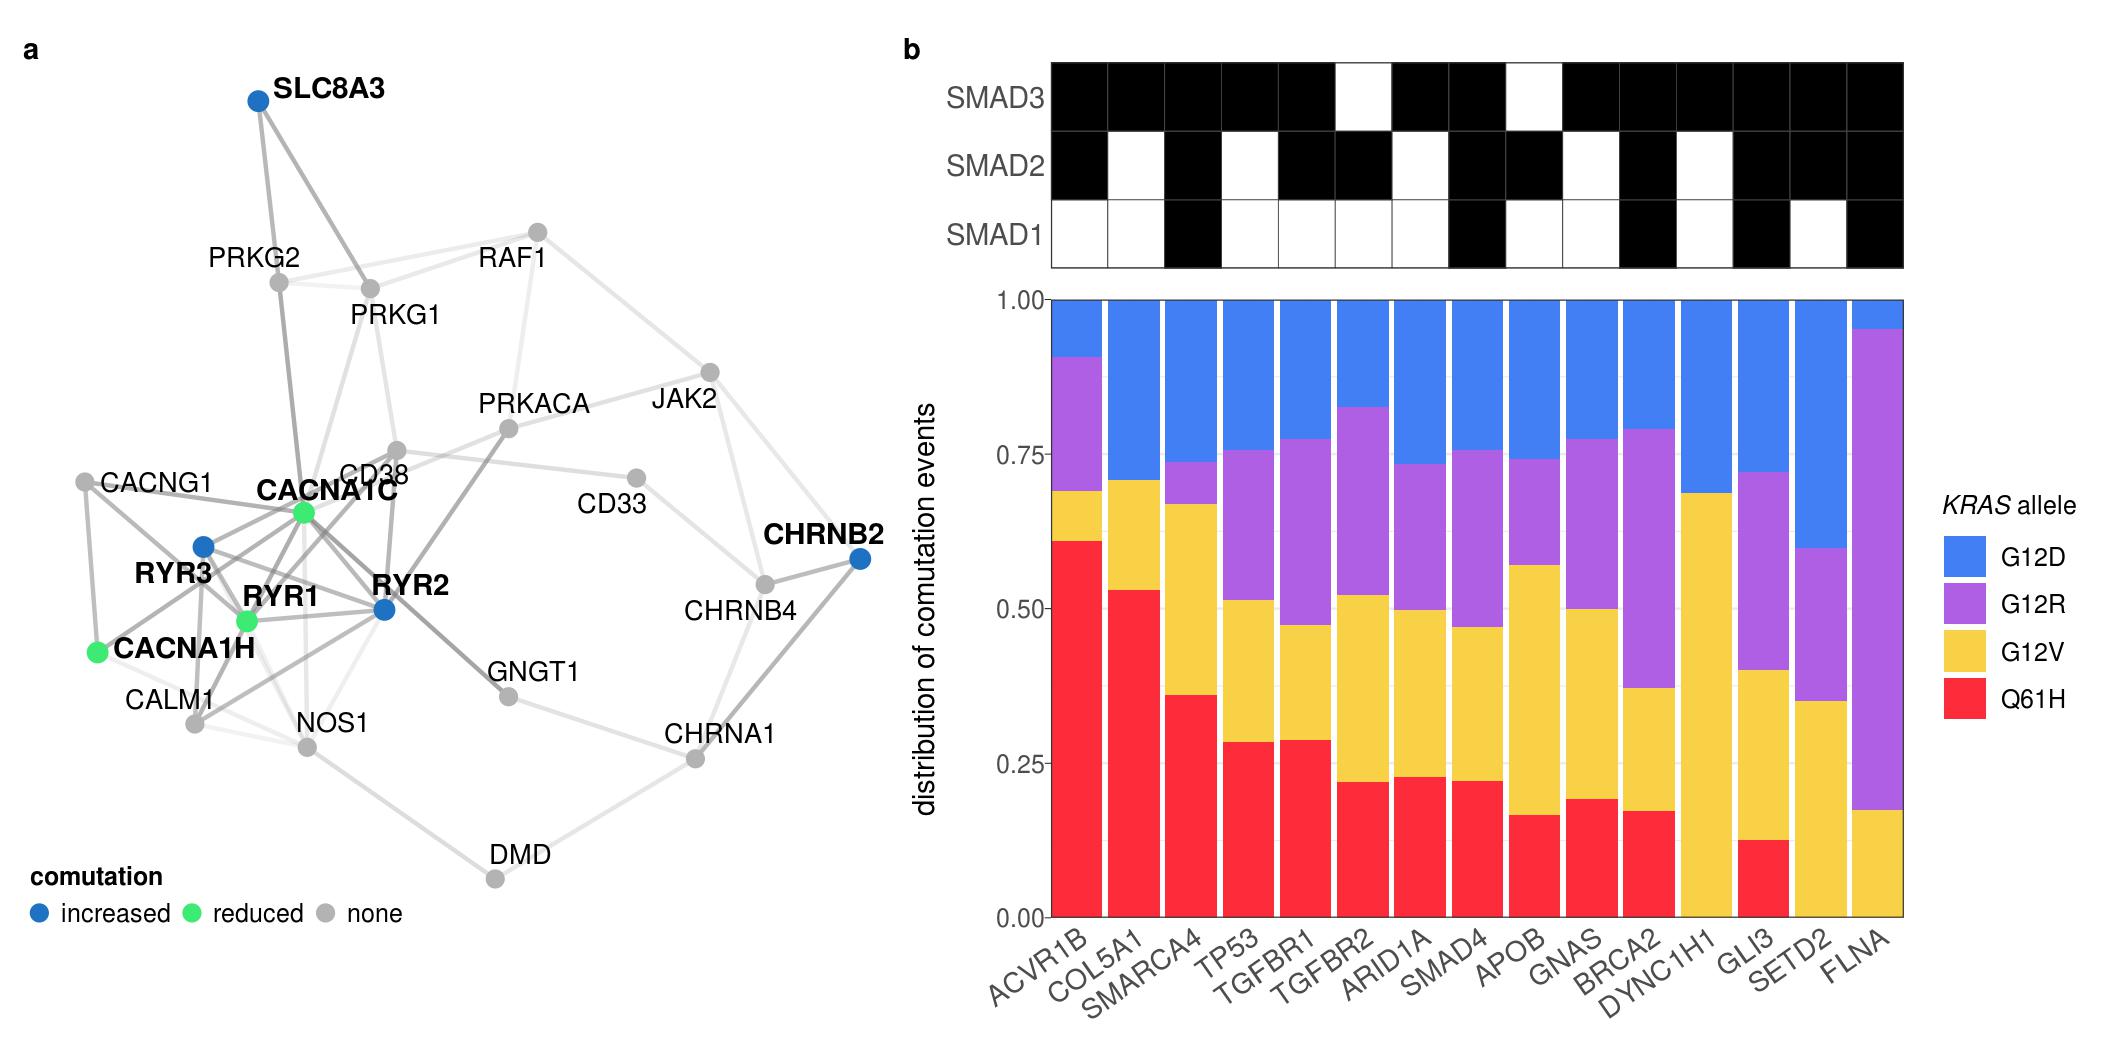 a
SLC8A3
PRKG2
RAF1
PRKG1
PRKACA
JAK2
CACNG1
CD38
CACNA1C
CD33
CHRNB2
RYR3
RYR1
RYR2
CHRNB4
CACNA1H
GNGT1
CALM1
NOS1
CHRNA1
DMD
comutation
increased reduced none
b
SMAD3
SMAD2
SMAD1
distribution of comutation events
1.00
0.75
0.50
0.25
0.00
ACVR1B
COL5A1
SMARCA4
TP53
TGFBR1
TGFBR2
ARID1A
SMAD4
APOB
GNAS
BRCA2
DYNC1H1
GLI3
SETD2
FLNA
KRAS allele
G12D
G12R
G12V
Q61H